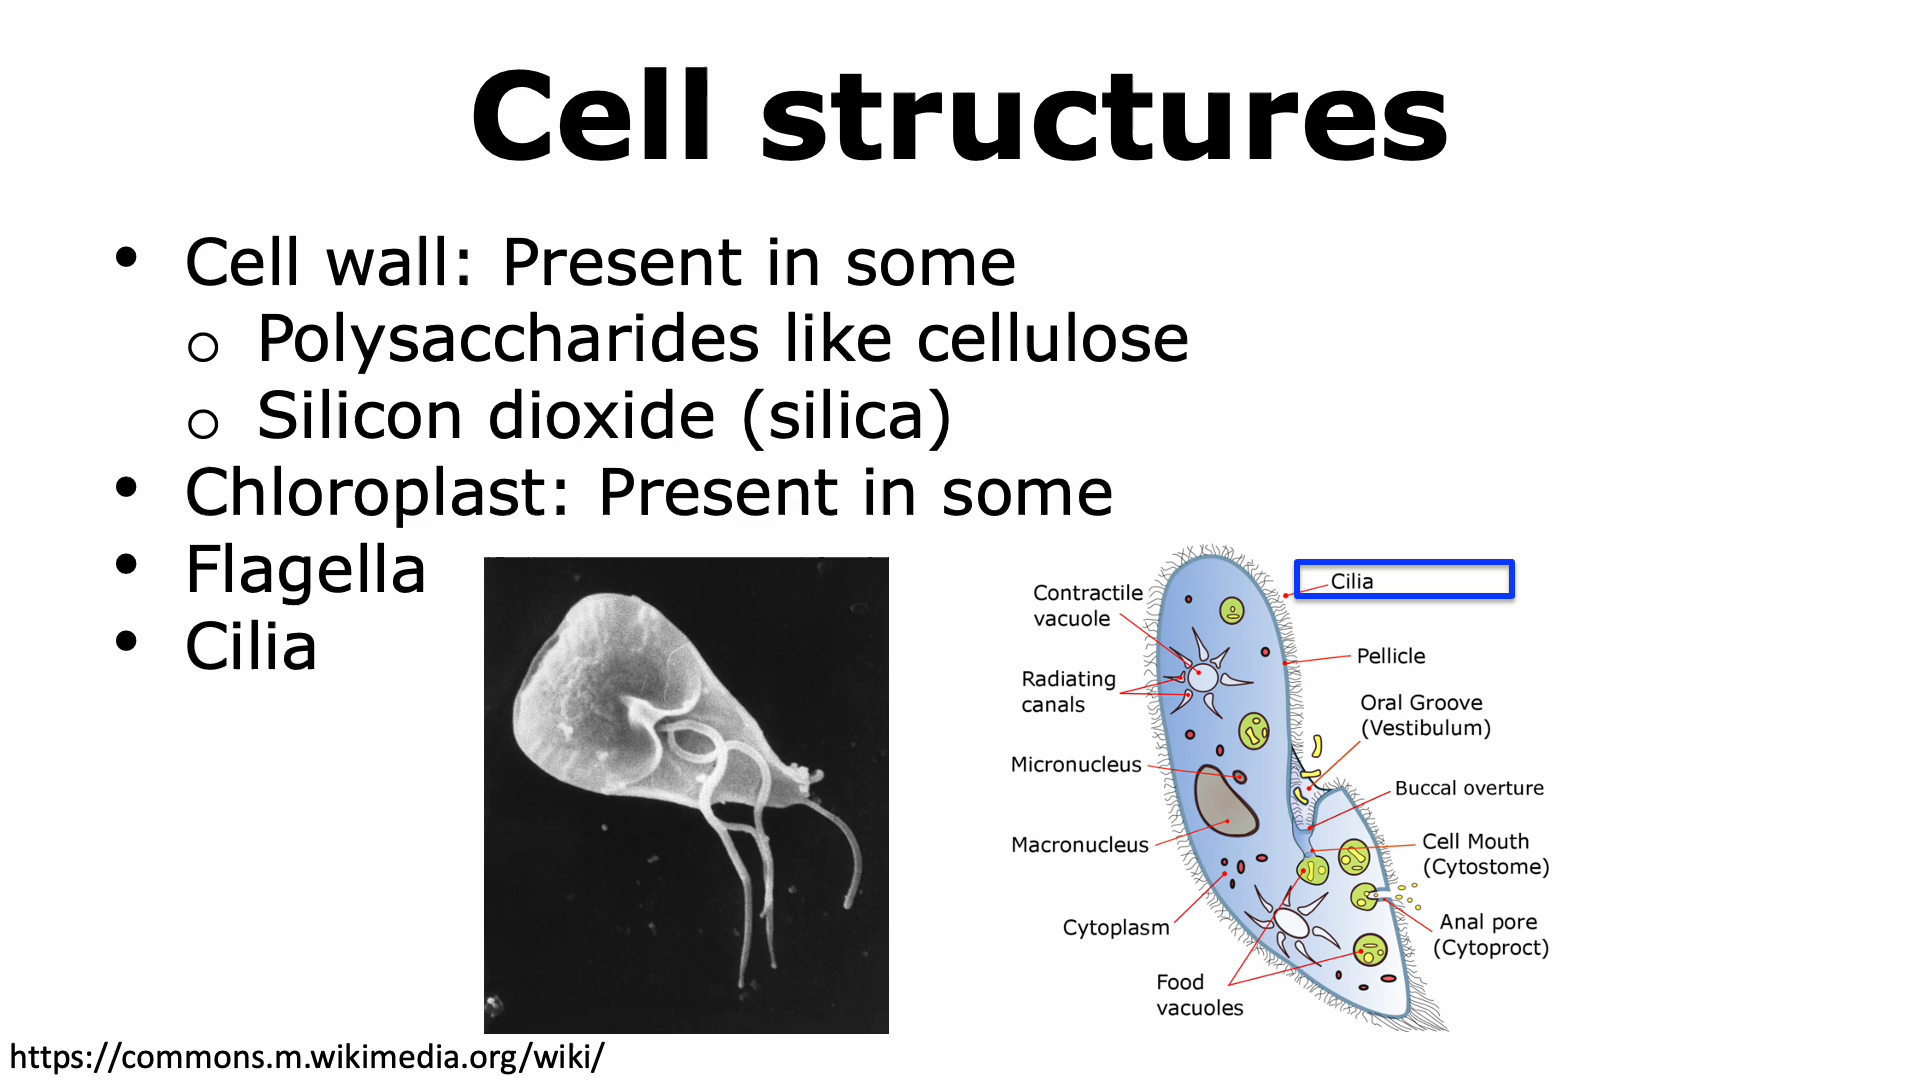 Cell structures
• Cell wall: Present in some
o Polysaccharides like cellulose
o Silicon dioxide (silica)
• Chloroplast: Present in some
• Flagella
• Cilia
Contractile
vacuole
Radiating
canals
Micronucleus
Macronucleus
Cytoplasm
Food
vacuoles
Cilia
Pellicle
Oral Groove
(Vestibulum)
Buccal overture
Cell Mouth
(Cytostome)
Anal pore
(Cytoproct)
https://commons.m.wikimedia.org/wiki/